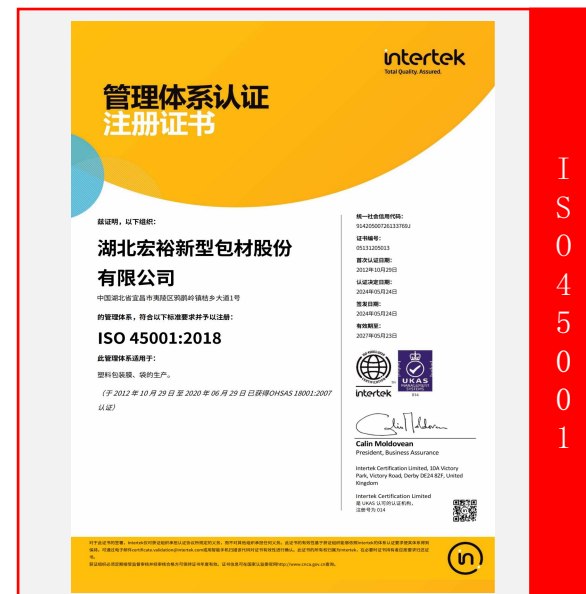 intertek
Total Quality. Assured.
管理体系认证
注册证书
兹证明，以下组织：
湖北宏裕新型包材股份
有限公司
中国湖北省宜昌市夷陵区鸦鹊岭镇桔乡大道1号
的管理体系，符合以下标准要求并予以注册：
ISO 45001:2018
此管理体系适用于：
塑料包装膜、袋的生产。
（于 2012 年 10 月 29 日 至 2020 年 06 月 29 日 已获得OHSAS 18001:2007
认证）
统一社会信用代码：
91420500726133760J
证书编号：
05131205013
首次认证日期：
2012年10月29日
认证决定日期：
2024年05月24日
签发日期：
2024年05月24日
有效期至：
2027年05月23日
intertek
UKAS
MANAGEMENT
SYSTEMS
014
Calin Moldovean
President, Business Assurance
Intertek Certification Limited, 10A Victory
Park, Victory Road, Derby DE24 8ZF, United
Kingdom
Intertek Certification Limited
是 UKAS 认可的认证机构，
注册号为 014
in
ISO45001